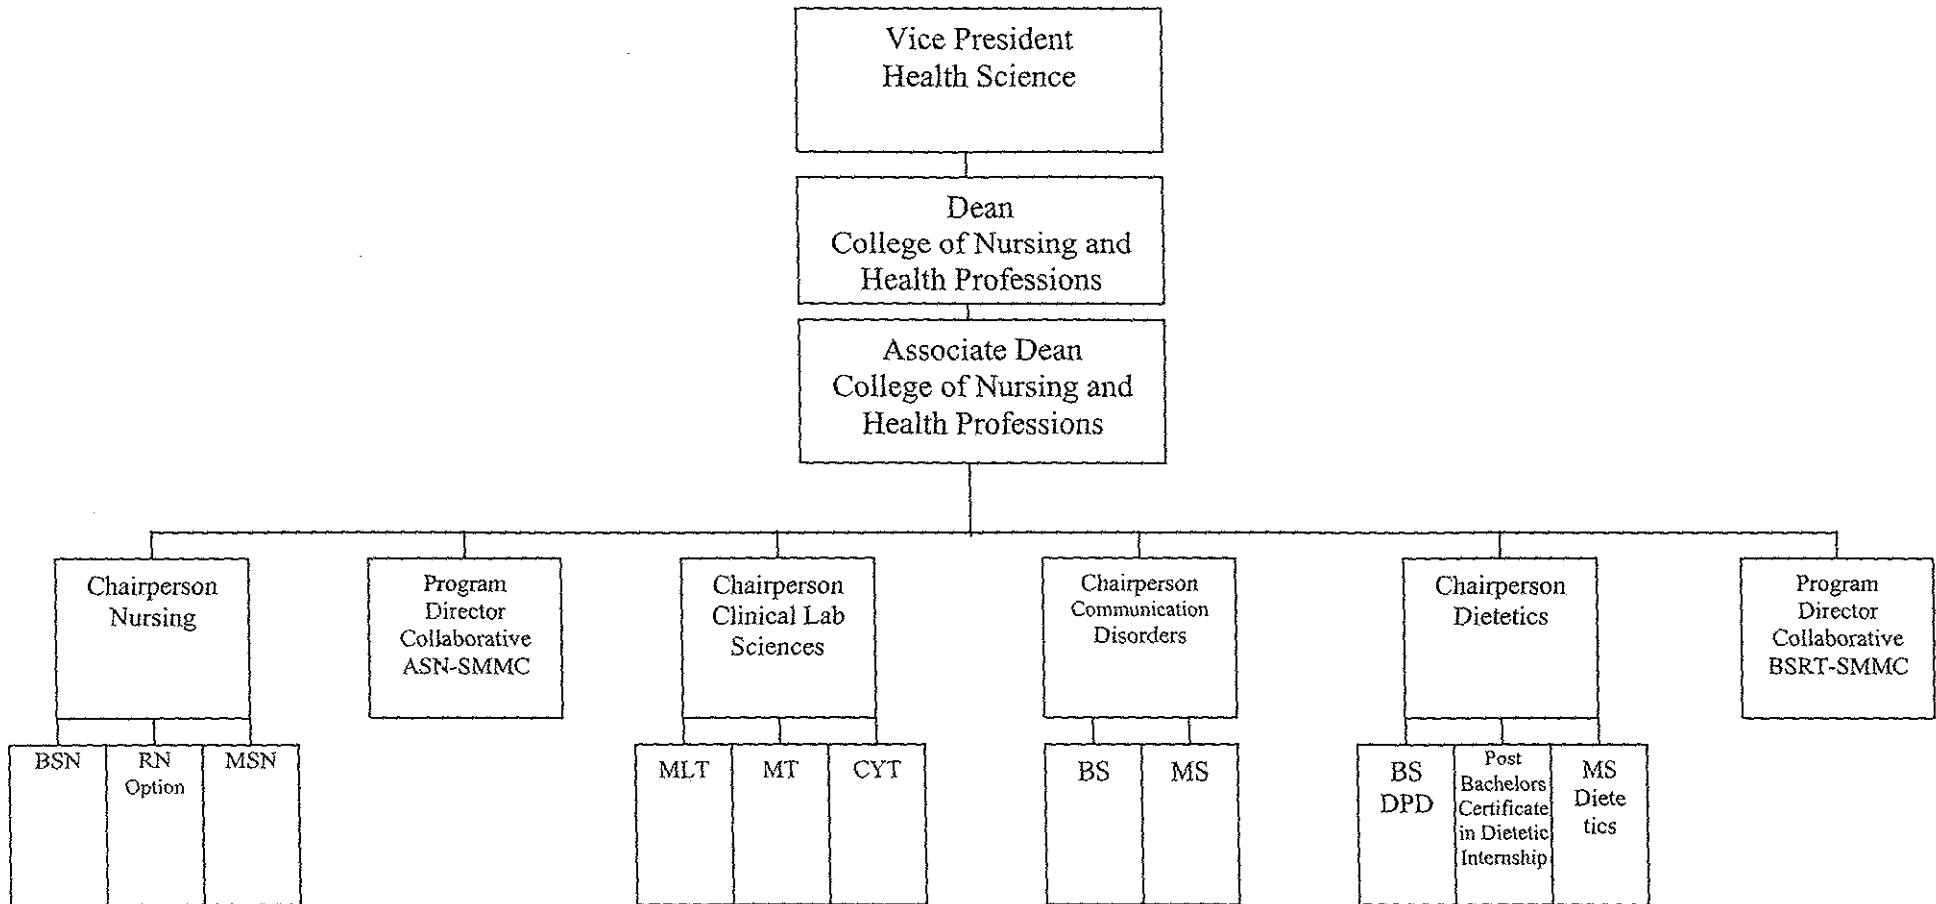 Vice President
Health Science
Dean
College of Nursing and
Health Professions
Associate Dean
College of Nursing and
Health Professions
Chairperson
Nursing
Program
Director
Collaborative
ASN-SMMC
Chairperson
Clinical Lab
Sciences
Chairperson
Communication
Disorders
Chairperson
Dietetics
Program
Director
Collaborative
BSRT-SMMC
BSN
RN
Option
MSN
MLT
MT
CYT
BS
MS
BS
DPD
Post
Bachelors
Certificate
in Dietetic
Internship
MS
Diete
tics